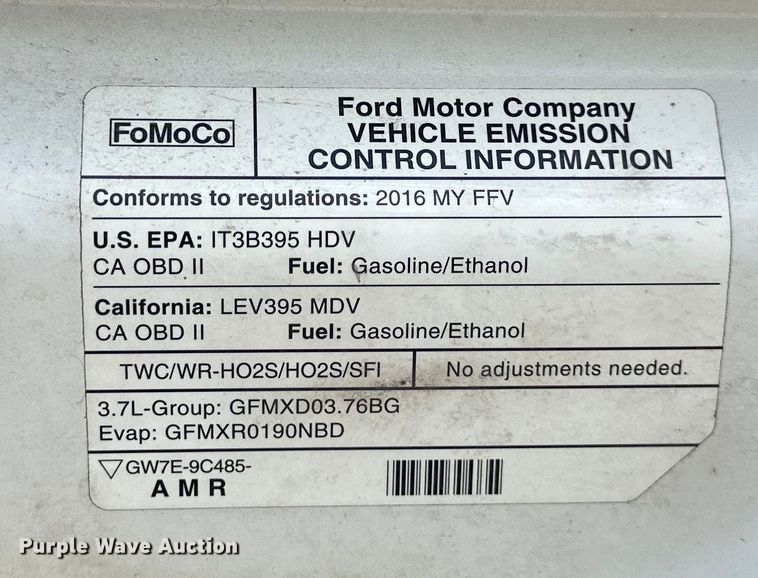 FoMoCo
Ford Motor Company
VEHICLE EMISSION
CONTROL INFORMATION
Conforms to regulations: 2016 MY FFV
U.S. EPA: IT3B395 HDV
CA OBD II Fuel: Gasoline/Ethanol
California: LEV395 MDV
CA OBD II Fuel: Gasoline/Ethanol
TWC/WR-HO2S/HO2S/SFI No adjustments needed.
3.7L-Group: GFMXD03.76BG
Evap: GFMXR0190NBD
GW7E-9C485-
A M R
Purple Wave Auction